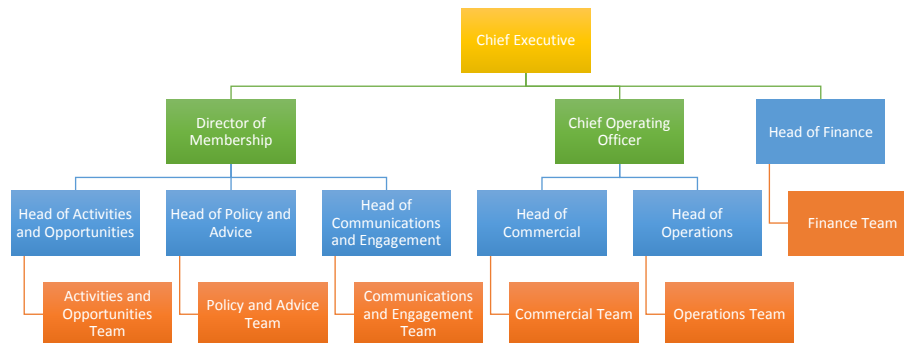 Chief Executive
Director of
Membership
Chief Operating
Officer
Head of Finance
Head of Activities
and Opportunities
Head of Policy and
Advice
Head of
Communications
and Engagement
Head of
Commercial
Head of
Operations
Finance Team
Activities and
Opportunities
Team
Policy and Advice
Team
Communications
and Engagement
Team
Commercial Team
Operations Team